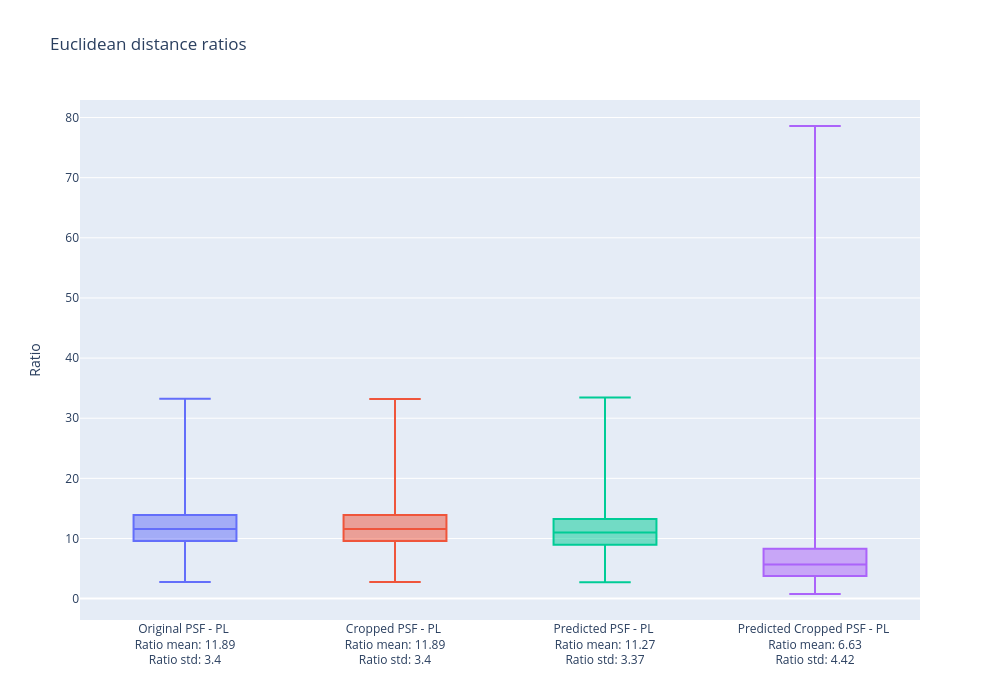 Euclidean distance ratios
80
70
60
50
40
30
20
10
0
Ratio
Original PSF - PL
Ratio mean: 11.89
Ratio std: 3.4
Cropped PSF - PL
Ratio mean: 11.89
Ratio std: 3.4
Predicted PSF - PL
Ratio mean: 11.27
Ratio std: 3.37
Predicted Cropped PSF - PL
Ratio mean: 6.63
Ratio std: 4.42